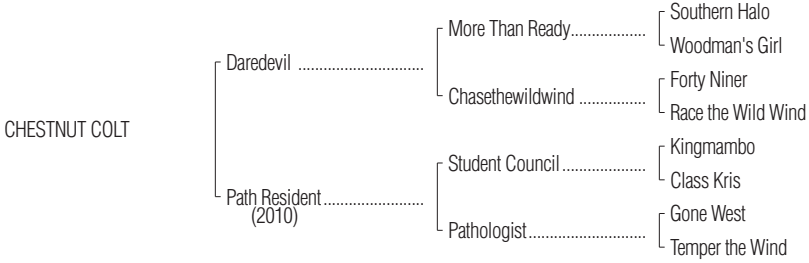 CHESTNUT COLT
Daredevil ..............................
Path Resident........................
(2010)
More Than Ready..................
Chasethewildwind ................
Student Council....................
Pathologist............................
Southern Halo
Woodman's Girl
Forty Niner
Race the Wild Wind
Kingmambo
Class Kris
Gone West
Temper the Wind